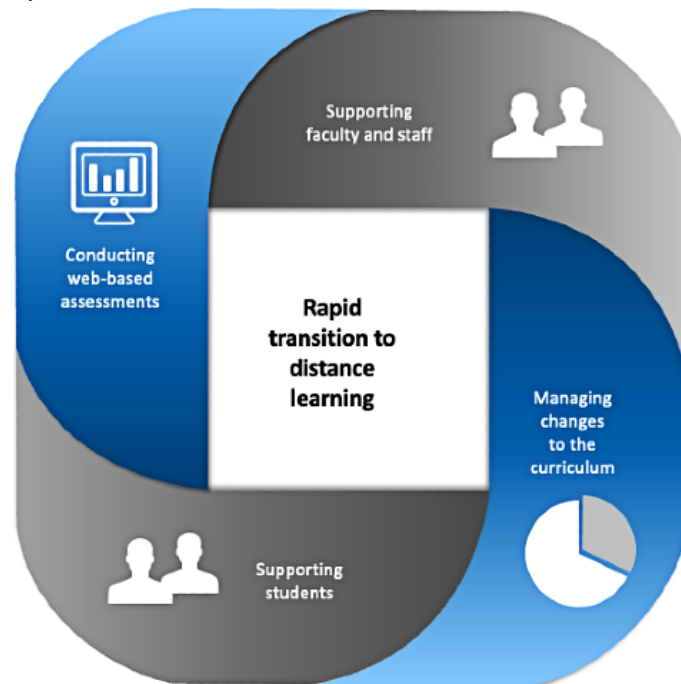 Supporting
faculty and staff
Conducting
web-based
assessments
Rapid
transition to
distance
learning
Managing
changes
to the
curriculum
Supporting
students